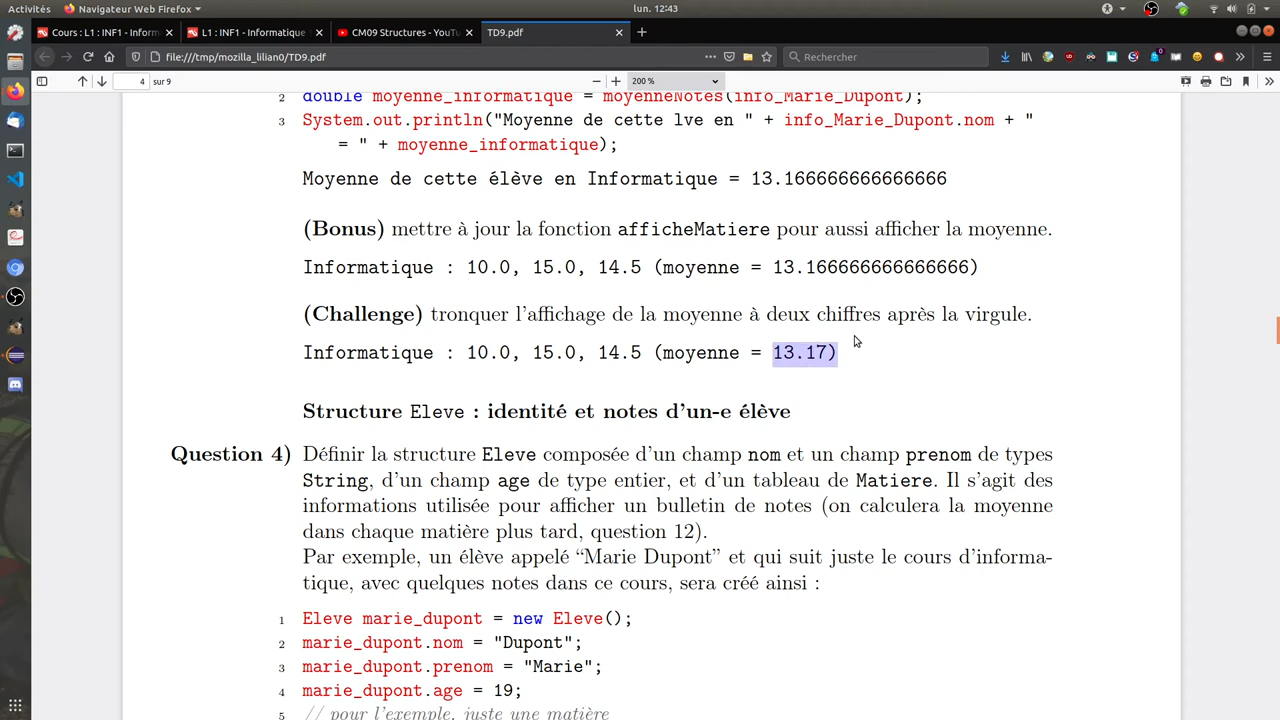 Activités
Navigateur Web Firefox
lun. 12:43
Cours : L1 : INF1 - Inform
L1 : INF1 - Informatique
CM09 Structures - YouT
TD9.pdf
file:///tmp/mozilla_lilian0/TD9.pdf
Rechercher
4 sur 9
200 %
2 double moyenne_informatique = moyenneNotes(info_Marie_Dupont);
3 System.out.println("Moyenne de cette lve en " + info_Marie_Dupont.nom + "
= " + moyenne_informatique);
Moyenne de cette élève en Informatique = 13.166666666666666
(Bonus) mettre à jour la fonction afficheMatiere pour aussi afficher la moyenne.
Informatique : 10.0, 15.0, 14.5 (moyenne = 13.166666666666666)
(Challenge) tronquer l'affichage de la moyenne à deux chiffres après la virgule.
Informatique : 10.0, 15.0, 14.5 (moyenne = 13.17)
Structure Eleve : identité et notes d'un-e élève
Question 4) Définir la structure Eleve composée d'un champ nom et un champ prenom de types
String, d'un champ age de type entier, et d'un tableau de Matiere. Il s'agit des
informations utilisée pour afficher un bulletin de notes (on calculera la moyenne
dans chaque matière plus tard, question 12).
Par exemple, un élève appelé “Marie Dupont” et qui suit juste le cours d'informa-
tique, avec quelques notes dans ce cours, sera créé ainsi :
1 Eleve marie_dupont = new Eleve();
2 marie_dupont.nom = "Dupont";
3 marie_dupont.prenom = "Marie";
4 marie_dupont.age = 19;
5 // pour l'exemple, juste une matière